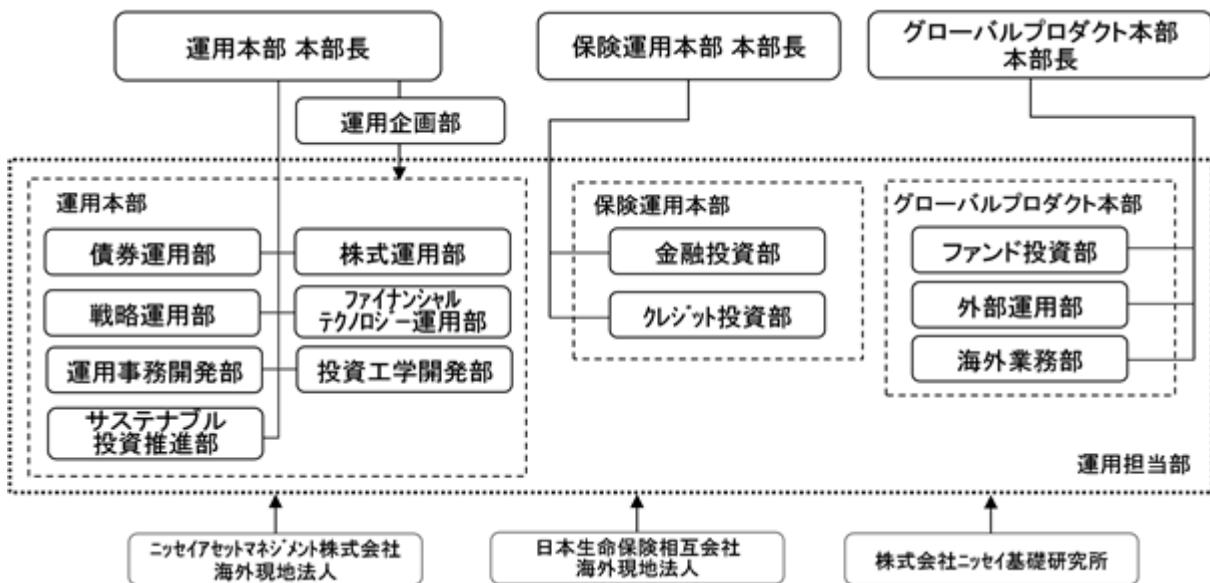 運用本部 本部長
保険運用本部 本部長
グローバルプロダクト本部
本部長
運用企画部
運用本部
債券運用部
株式運用部
戦略運用部
ファイナンシャル
テクノロジー運用部
運用事務開発部
投資工学開発部
サステナブル
投資推進部
保険運用本部
金融投資部
クレジット投資部
グローバルプロダクト本部
ファンド投資部
外部運用部
海外業務部
運用担当部
ニッセイアセットマネジメント株式会社
海外現地法人
日本生命保険相互会社
海外現地法人
株式会社ニッセイ基礎研究所